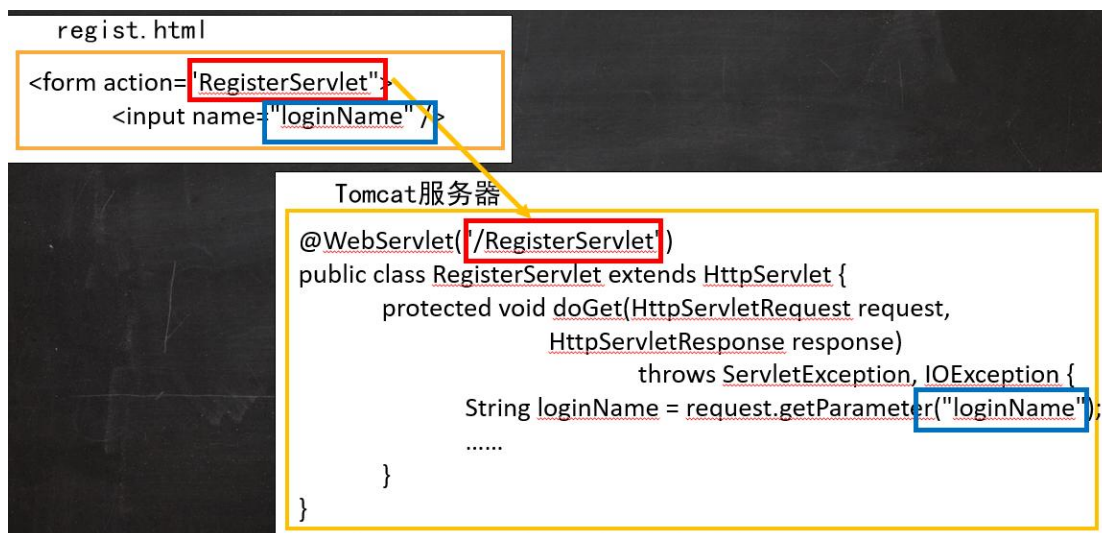 regist.html
<form action="RegisterServlet">
<input name="loginName" />
Tomcat服务器
@WebServlet("/RegisterServlet")
public class RegisterServlet extends HttpServlet {
protected void doGet(HttpServletRequest request,
HttpServletResponse response)
throws ServletException, IOException {
String loginName = request.getParameter("loginName");
......
}
}